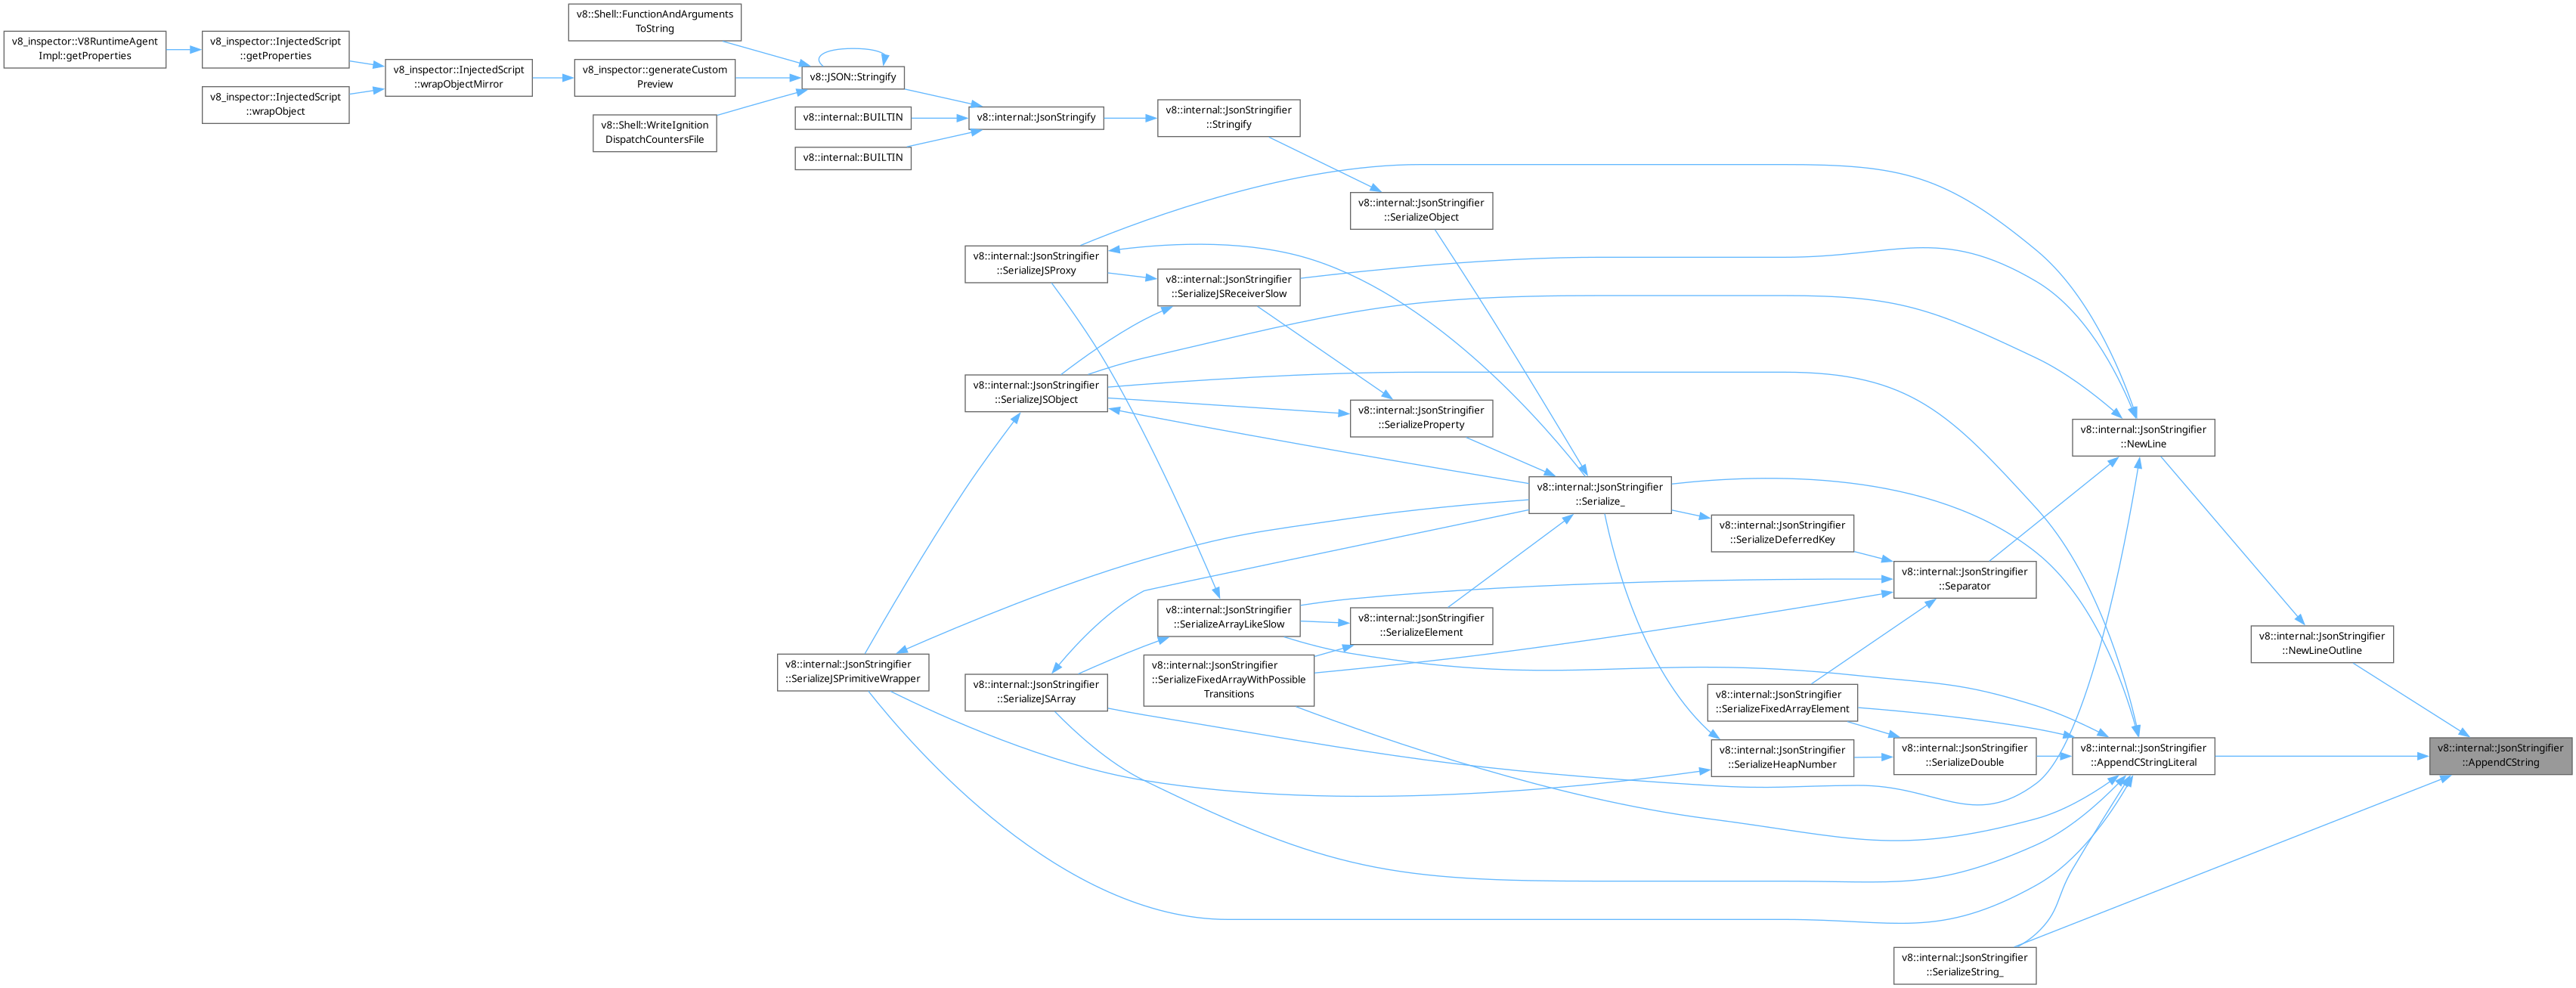 v8::Shell::FunctionAndArguments
ToString
v8_inspector::V8RuntimeAgent
Impl::getProperties
v8_inspector::InjectedScript
::getProperties
v8_inspector::InjectedScript
::wrapObjectMirror
v8_inspector::generateCustom
Preview
v8::JSON::Stringify
v8_inspector::InjectedScript
::wrapObject
v8::Shell::WriteIgnition
DispatchCountersFile
v8::internal::BUILTIN
v8::internal::JsonStringify
v8::internal::JsonStringifier
::Stringify
v8::internal::BUILTIN
v8::internal::JsonStringifier
::SerializeObject
v8::internal::JsonStringifier
::SerializeJSProxy
v8::internal::JsonStringifier
::SerializeJSReceiverSlow
v8::internal::JsonStringifier
::SerializeJSObject
v8::internal::JsonStringifier
::SerializeProperty
v8::internal::JsonStringifier
::NewLine
v8::internal::JsonStringifier
::Serialize_
v8::internal::JsonStringifier
::SerializeDeferredKey
v8::internal::JsonStringifier
::Separator
v8::internal::JsonStringifier
::SerializeArrayLikeSlow
v8::internal::JsonStringifier
::SerializeElement
v8::internal::JsonStringifier
::NewLineOutline
v8::internal::JsonStringifier
::SerializeJSPrimitiveWrapper
v8::internal::JsonStringifier
::SerializeJSArray
v8::internal::JsonStringifier
::SerializeFixedArrayWithPossible
Transitions
v8::internal::JsonStringifier
::SerializeFixedArrayElement
v8::internal::JsonStringifier
::SerializeHeapNumber
v8::internal::JsonStringifier
::SerializeDouble
v8::internal::JsonStringifier
::AppendCStringLiteral
v8::internal::JsonStringifier
::AppendCString
v8::internal::JsonStringifier
::SerializeString_